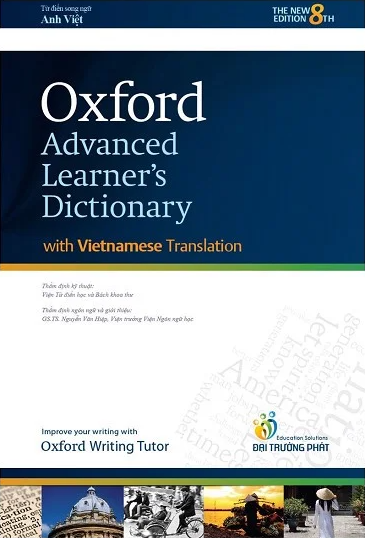 Từ điển song ngữ
Anh Việt
THE NEW
EDITION 8TH
Oxford
Advanced
Learner's
Dictionary
with Vietnamese Translation
Thẩm định kỹ thuật:
Viện Từ điển học và Bách khoa thư
Thẩm định ngôn ngữ và giới thiệu:
GS.TS. Nguyễn Văn Hiệp, Viện trưởng Viện Ngôn ngữ học
Improve your writing with
Oxford Writing Tutor
Education Solutions
ĐẠI TRƯỜNG PHÁT